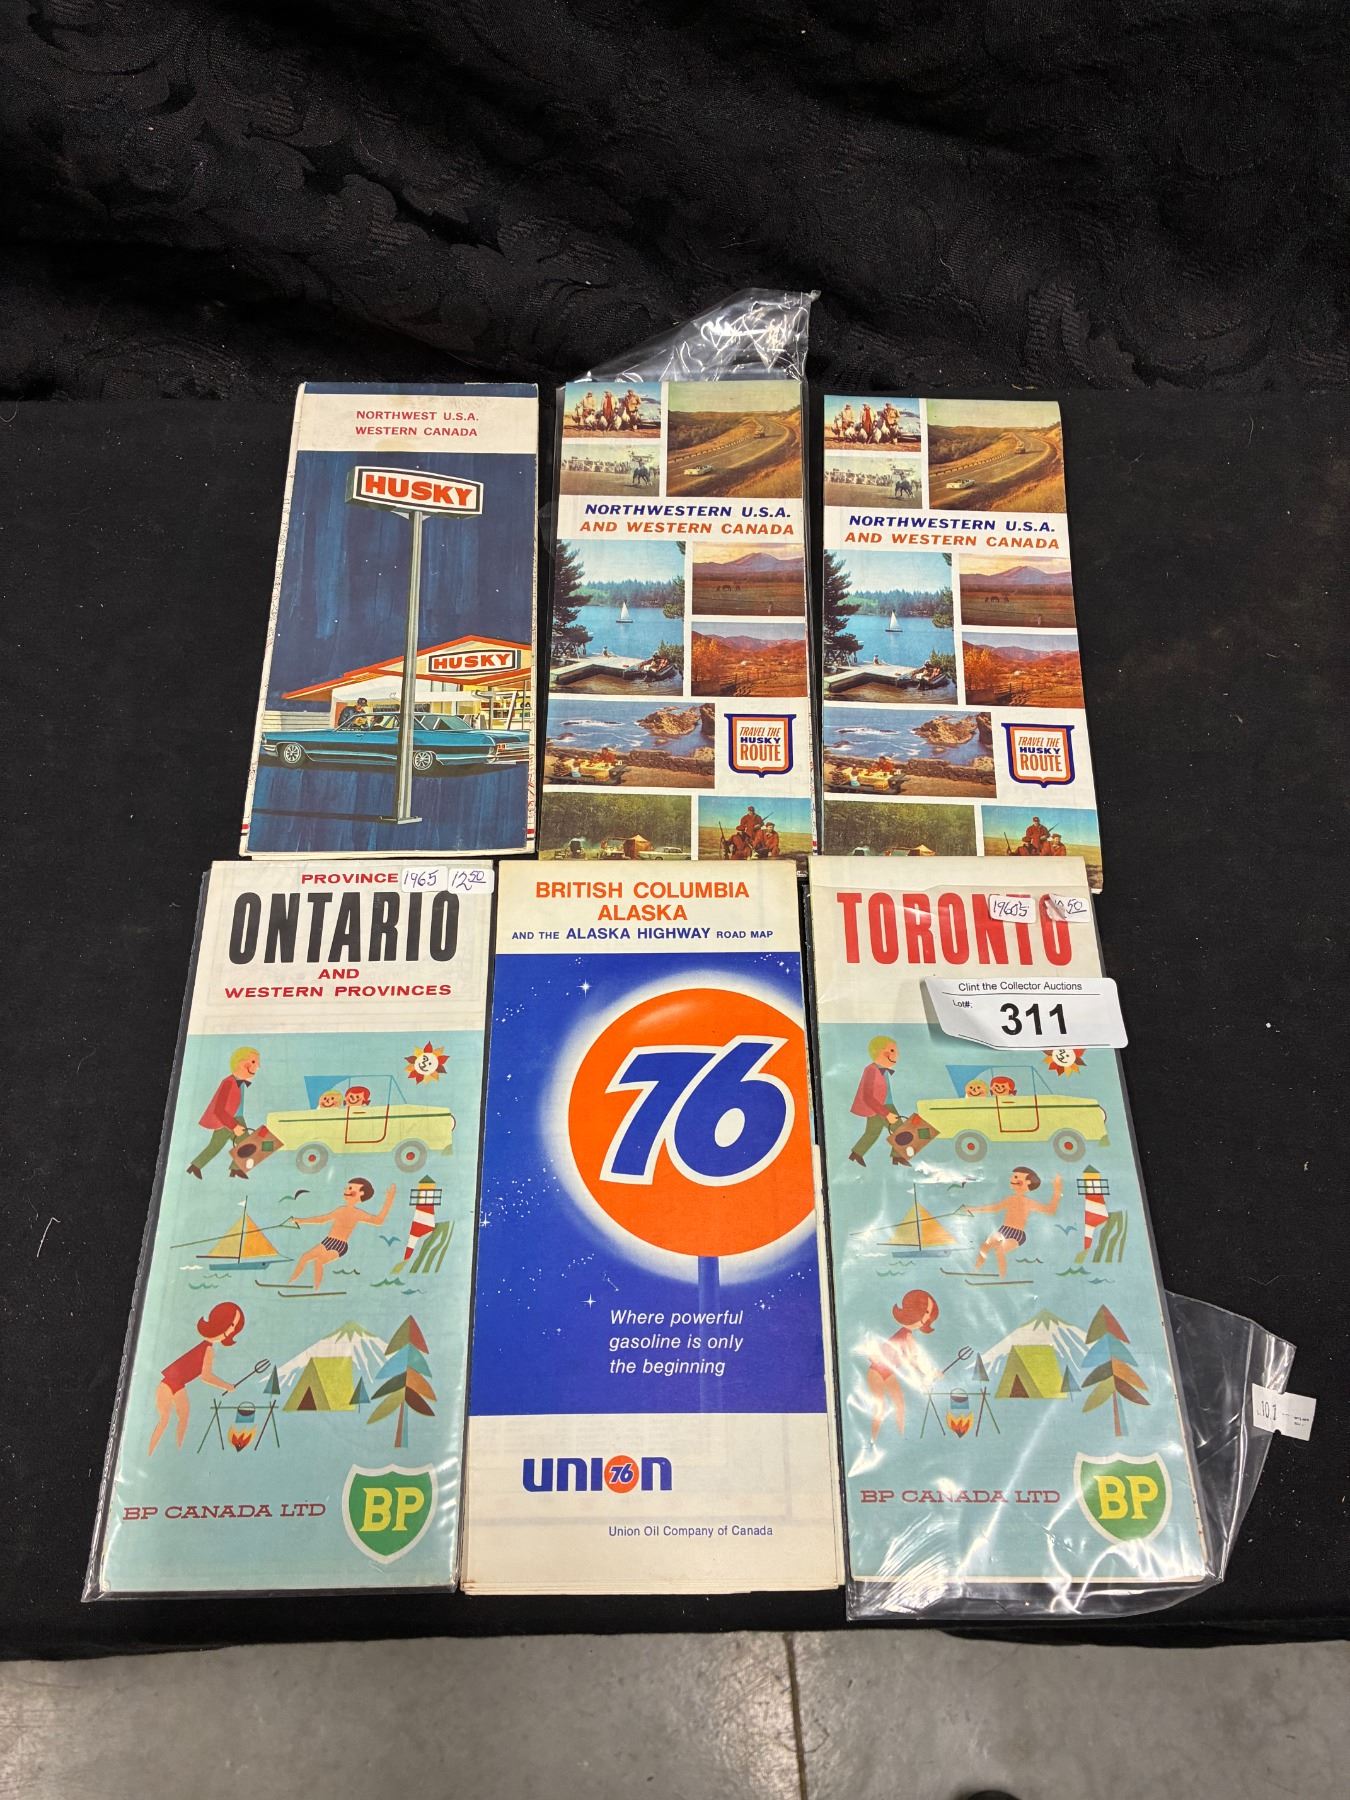 NORTHWEST U.S.A.
WESTERN CANADA
HUSKY
HUSKY
NORTHWESTERN U.S.A.
AND WESTERN CANADA
TRAVEL THE
HUSKY
ROUTE
NORTHWESTERN U.S.A.
AND WESTERN CANADA
TRAVEL THE
HUSKY
ROUTE
PROVINCE
1965 12.50
ONTARIO
AND
WESTERN PROVINCES
BP CANADA LTD
BP
BRITISH COLUMBIA
ALASKA
AND THE ALASKA HIGHWAY ROAD MAP
76
Where powerful
gasoline is only
the beginning
UNION
76
Union Oil Company of Canada
TORONTO
1960s
Clint the Collector Auctions
Lot#:
311
BP CANADA LTD
BP